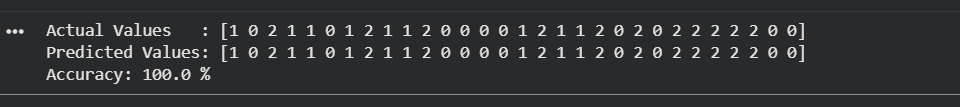 Actual Values   : [1 0 2 1 1 0 1 2 1 1 2 0 0 0 0 1 2 1 1 2 0 2 0 2 2 2 2 2 0 0]
Predicted Values: [1 0 2 1 1 0 1 2 1 1 2 0 0 0 0 1 2 1 1 2 0 2 0 2 2 2 2 2 0 0]
Accuracy: 100.0 %